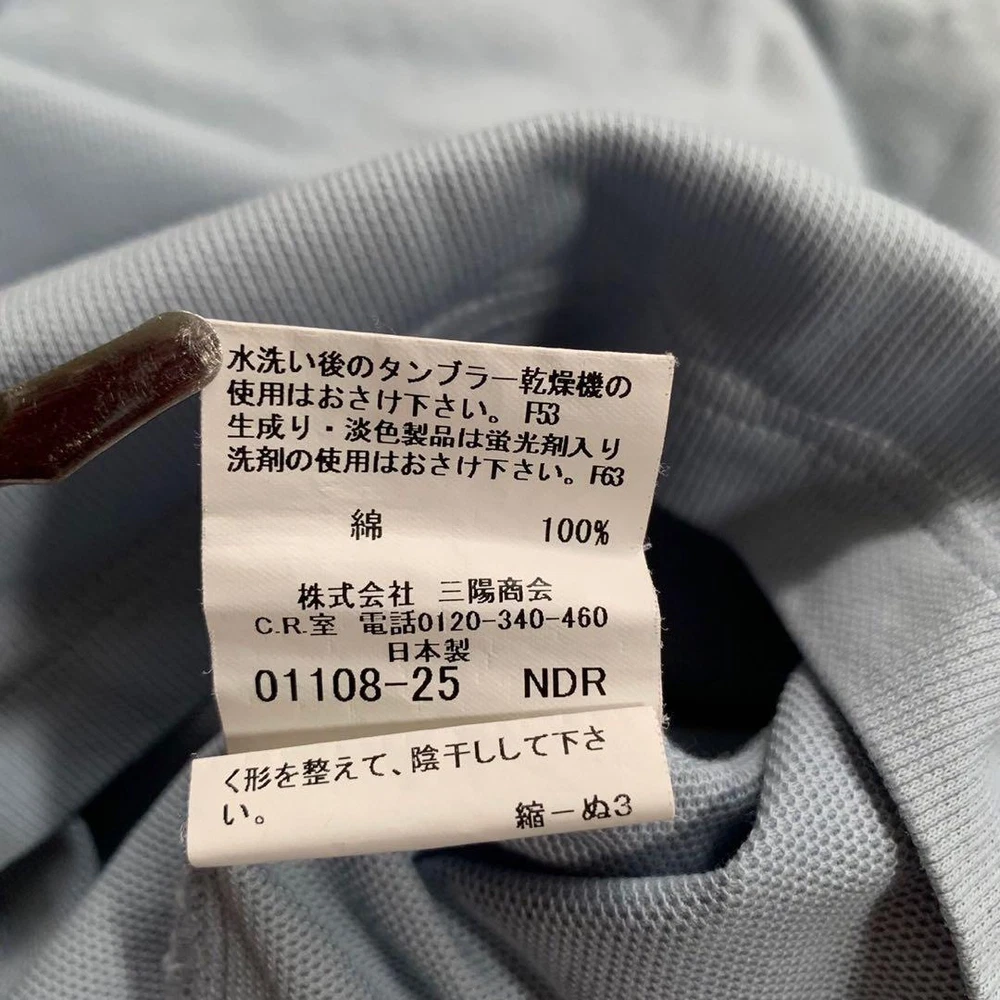 水洗い後のタンブラー乾燥機の
使用はおさけ下さい。 F53
生成り・淡色製品は蛍光剤入り
洗剤の使用はおさけ下さい。F63
綿 100%
株式会社 三陽商会
C.R.室 電話0120-340-460
日本製
01108-25 NDR
く形を整えて、陰干しして下さ
い。
縮ーぬ3